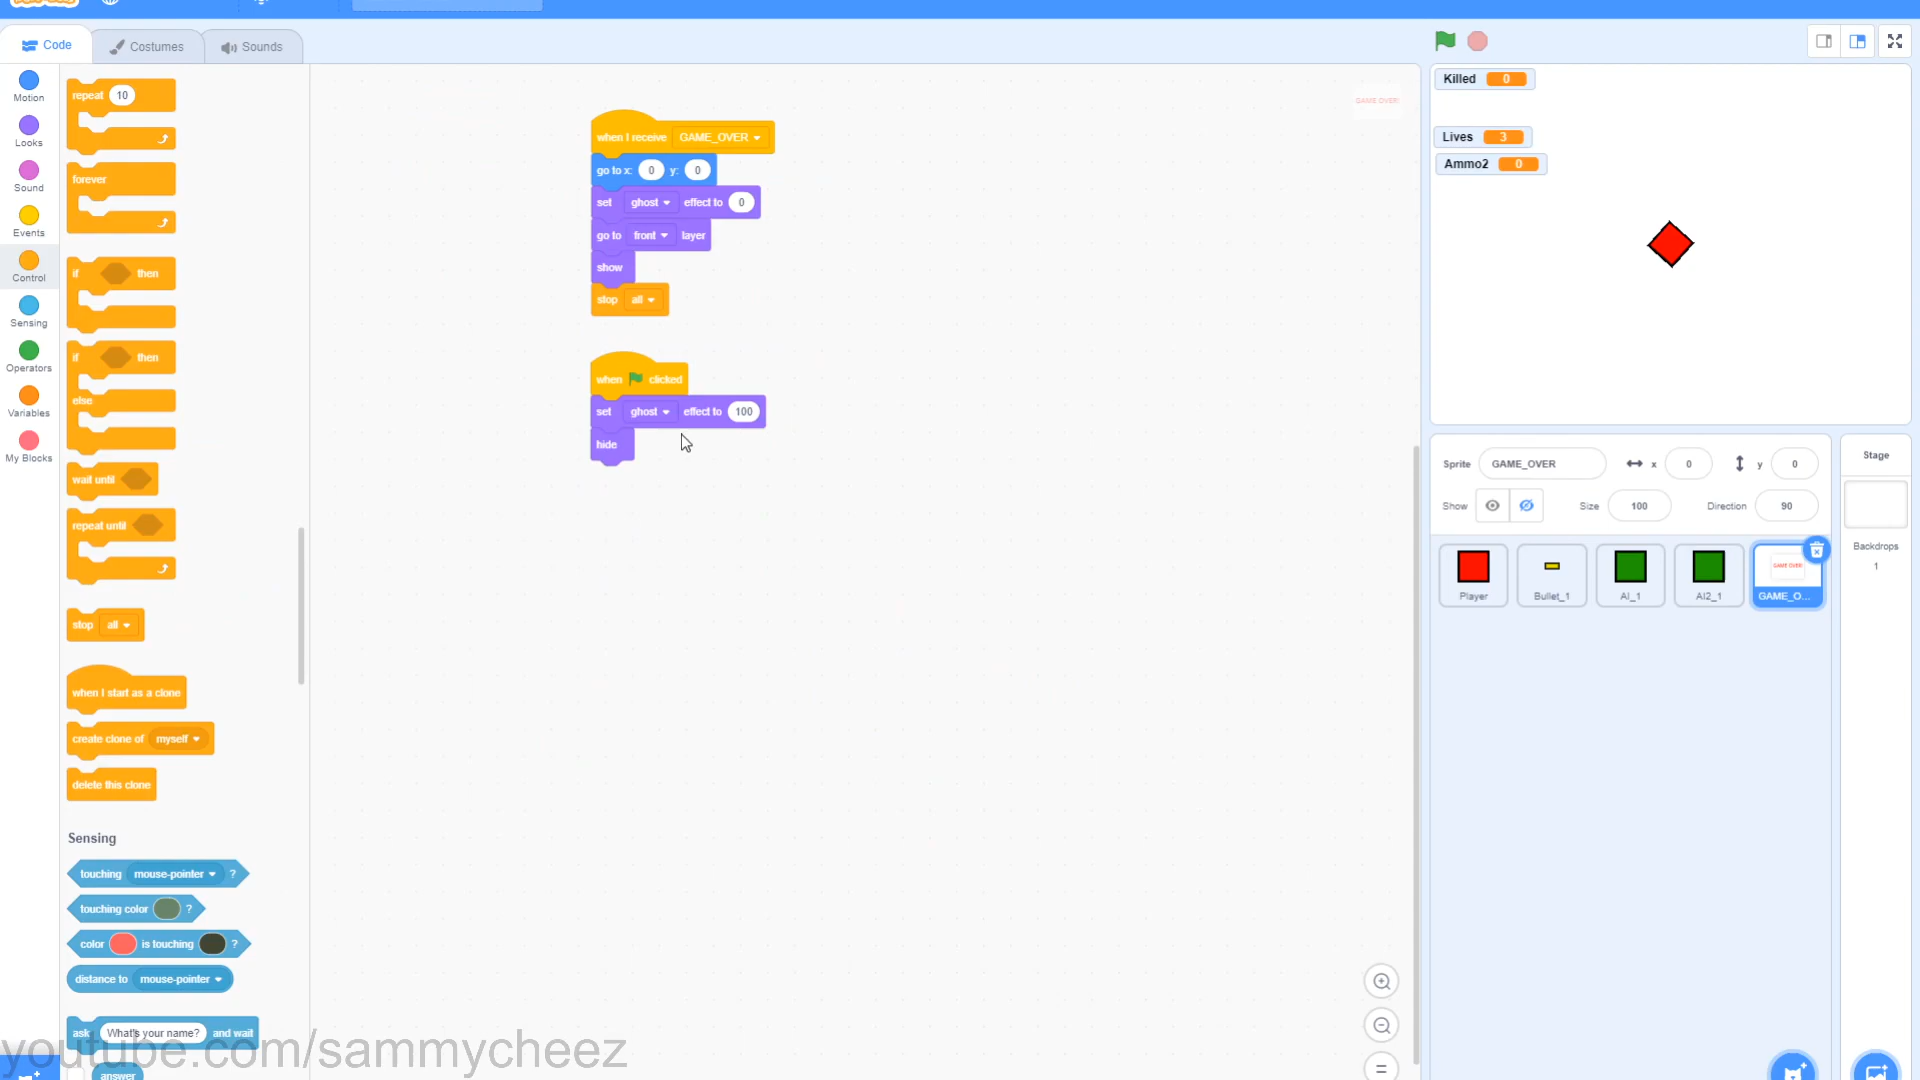 Code
Costumes
Sounds
Motion
Looks
Sound
Events
Control
Sensing
Operators
Variables
My Blocks
repeat 10
forever
if then
if then
else
wait until
repeat until
stop all
when I start as a clone
create clone of myself
delete this clone
Sensing
touching mouse-pointer ?
touching color ?
color is touching ?
distance to mouse-pointer
ask What's your name? and wait
answer
youtube.com/sammycheez
when I receive GAME_OVER
go to x: 0 y: 0
set ghost effect to 0
go to front layer
show
stop all
when clicked
set ghost effect to 100
hide
GAME OVER
Killed 0
Lives 3
Ammo2 0
Sprite GAME_OVER x 0 y 0
Show Size 100 Direction 90
Player
Bullet_1
AI_1
AI2_1
GAME OVER
GAME_O...
Stage
Backdrops
1